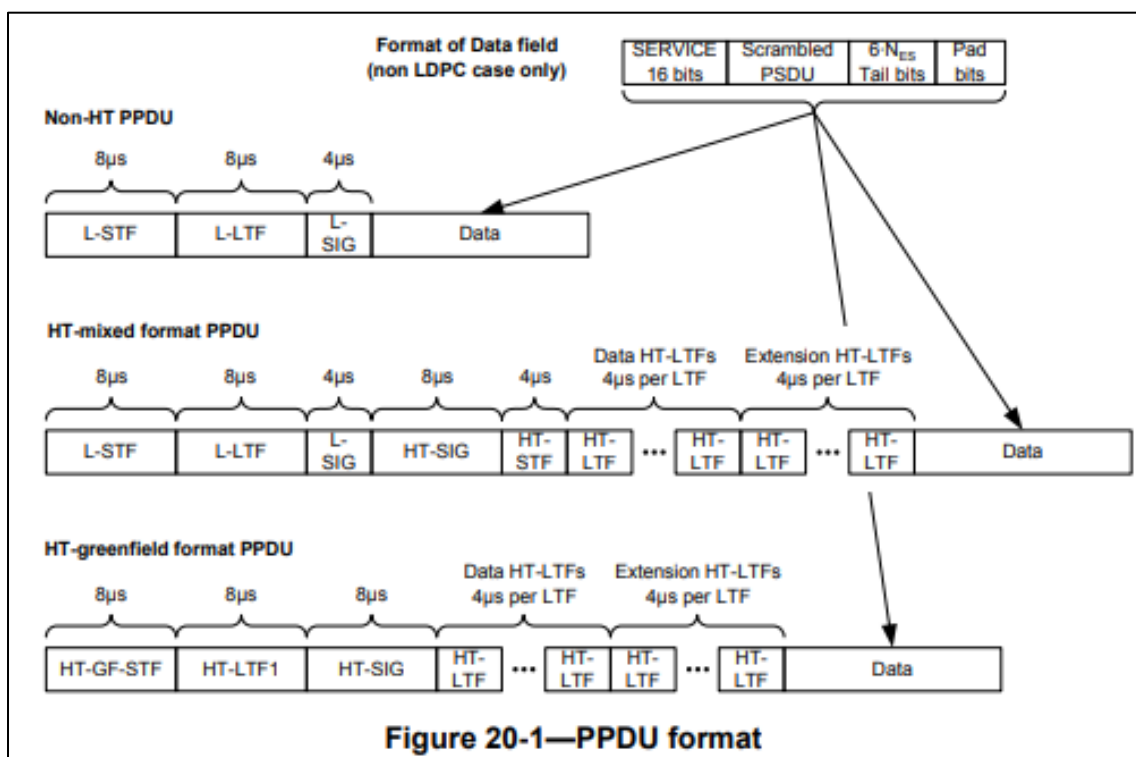 Format of Data field
(non LDPC case only)
SERVICE 16 bits
Scrambled PSDU
6·N_ES Tail bits
Pad bits
Non-HT PPDU
8µs 8µs 4µs
L-STF L-LTF L-SIG Data
HT-mixed format PPDU
Data HT-LTFs Extension HT-LTFs
8µs 8µs 4µs 8µs 4µs 4µs per LTF 4µs per LTF
L-STF L-LTF L-SIG HT-SIG HT-STF HT-LTF ••• HT-LTF HT-LTF ••• HT-LTF Data
HT-greenfield format PPDU
Data HT-LTFs Extension HT-LTFs
8µs 8µs 8µs 4µs per LTF 4µs per LTF
HT-GF-STF HT-LTF1 HT-SIG HT-LTF ••• HT-LTF HT-LTF ••• HT-LTF Data
Figure 20-1—PPDU format